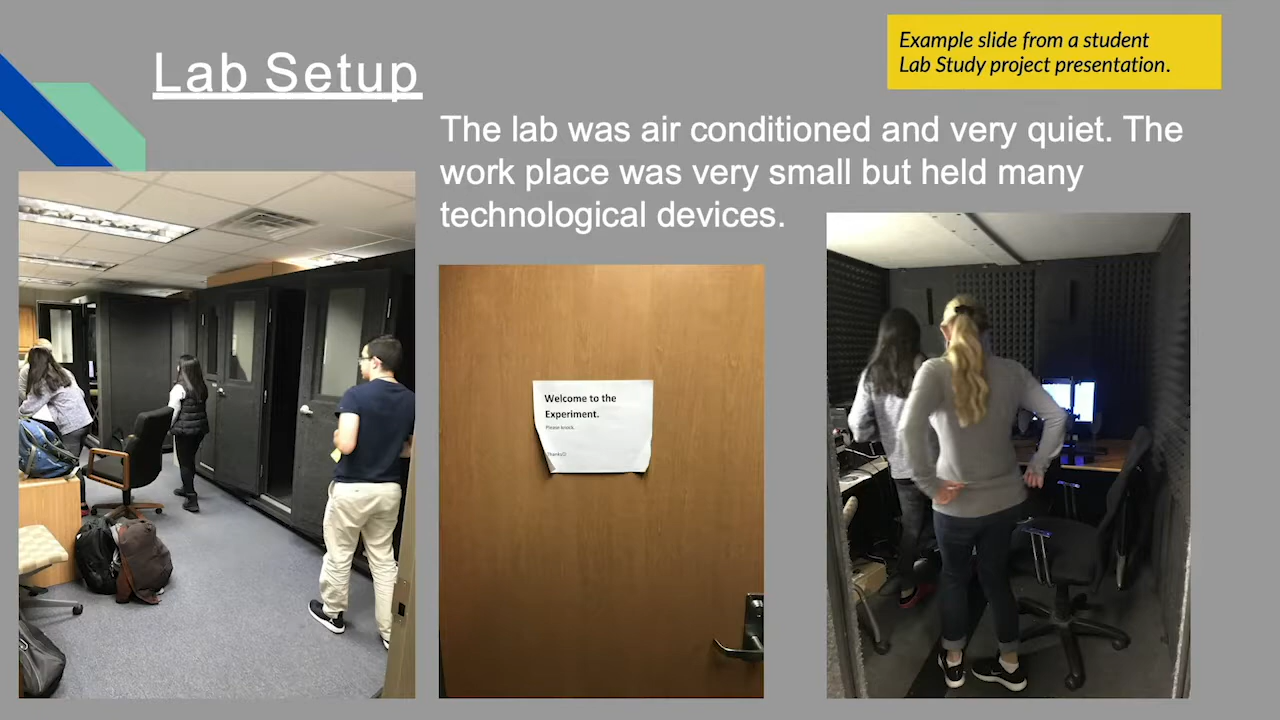 Lab Setup
Example slide from a student
Lab Study project presentation.
The lab was air conditioned and very quiet. The
work place was very small but held many
technological devices.
Welcome to the
Experiment.
Please knock.